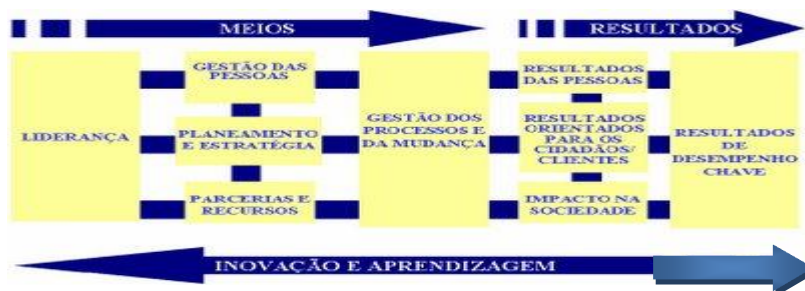 MEIOS
RESULTADOS
LIDERANÇA
GESTÃO DAS
PESSOAS
PLANEAMENTO
E ESTRATÉGIA
PARCERIAS E
RECURSOS
GESTÃO DOS
PROCESSOS E
DA MUDANÇA
RESULTADOS
DAS PESSOAS
RESULTADOS
ORIENTADOS
PARA OS
CIDADÃOS/
CLIENTES
IMPACTO NA
SOCIEDADE
RESULTADOS
DE
DESEMPENHO
CHAVE
INOVAÇÃO E APRENDIZAGEM